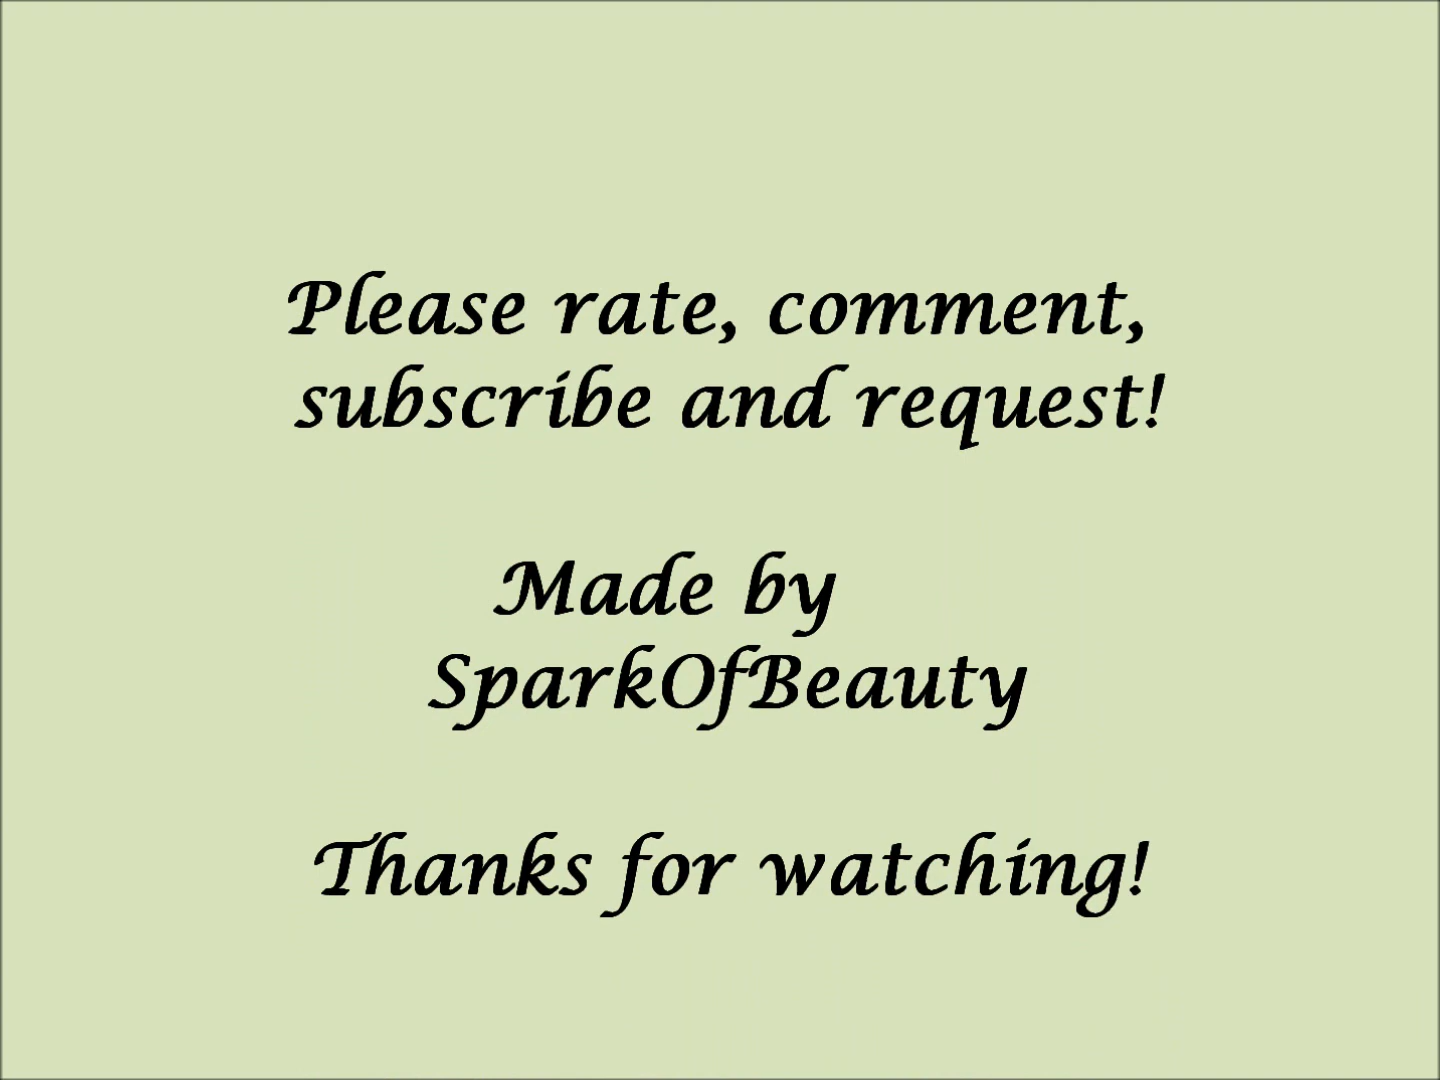 Please rate, comment,
subscribe and request!
Made by
SparkOfBeauty
Thanks for watching!